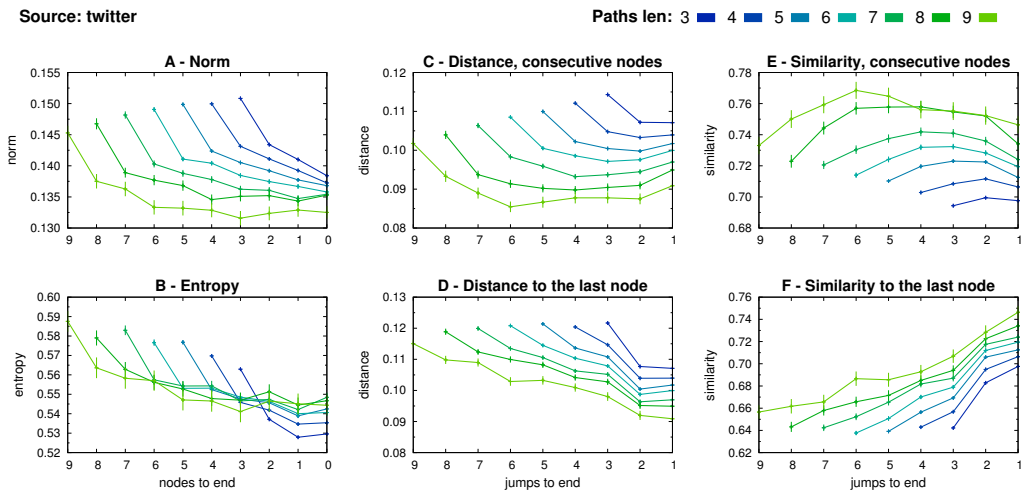 Source: twitter
Paths len: 3 4 5 6 7 8 9
A - Norm
norm
0.155
0.150
0.145
0.140
0.135
0.130
9 8 7 6 5 4 3 2 1 0
C - Distance, consecutive nodes
distance
0.12
0.11
0.10
0.09
0.08
9 8 7 6 5 4 3 2 1
E - Similarity, consecutive nodes
similarity
0.78
0.76
0.74
0.72
0.70
0.68
9 8 7 6 5 4 3 2 1
B - Entropy
entropy
0.60
0.59
0.58
0.57
0.56
0.55
0.54
0.53
0.52
9 8 7 6 5 4 3 2 1 0
nodes to end
D - Distance to the last node
distance
0.13
0.12
0.11
0.10
0.09
0.08
9 8 7 6 5 4 3 2 1
jumps to end
F - Similarity to the last node
similarity
0.76
0.74
0.72
0.70
0.68
0.66
0.64
0.62
9 8 7 6 5 4 3 2 1
jumps to end